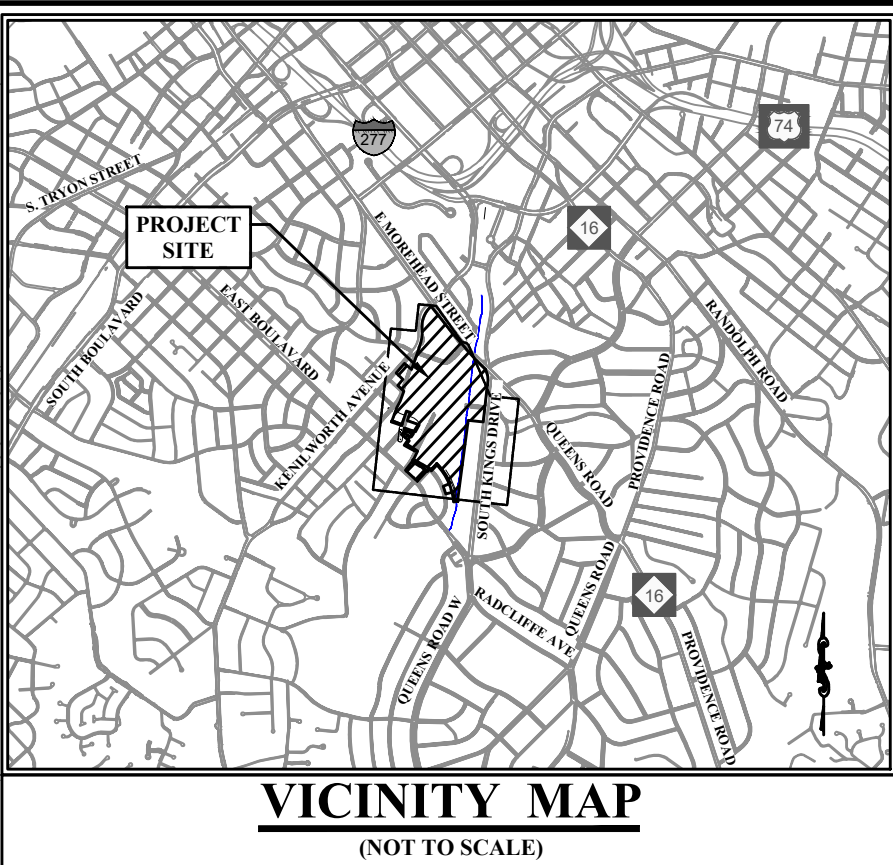 277
74
S. TRYON STREET
PROJECT
SITE
16
E MOREHEAD STREET
EAST BOULAVARD
SOUTH BOULAVARD
RANDOLPH ROAD
KENILWORTH AVENUE
PROVIDENCE ROAD
SOUTH KINGS DRIVE
QUEENS ROAD
QUEENS ROAD
16
RADCLIFFE AVE
QUEENS ROAD W
PROVIDENCE ROAD
VICINITY MAP
(NOT TO SCALE)